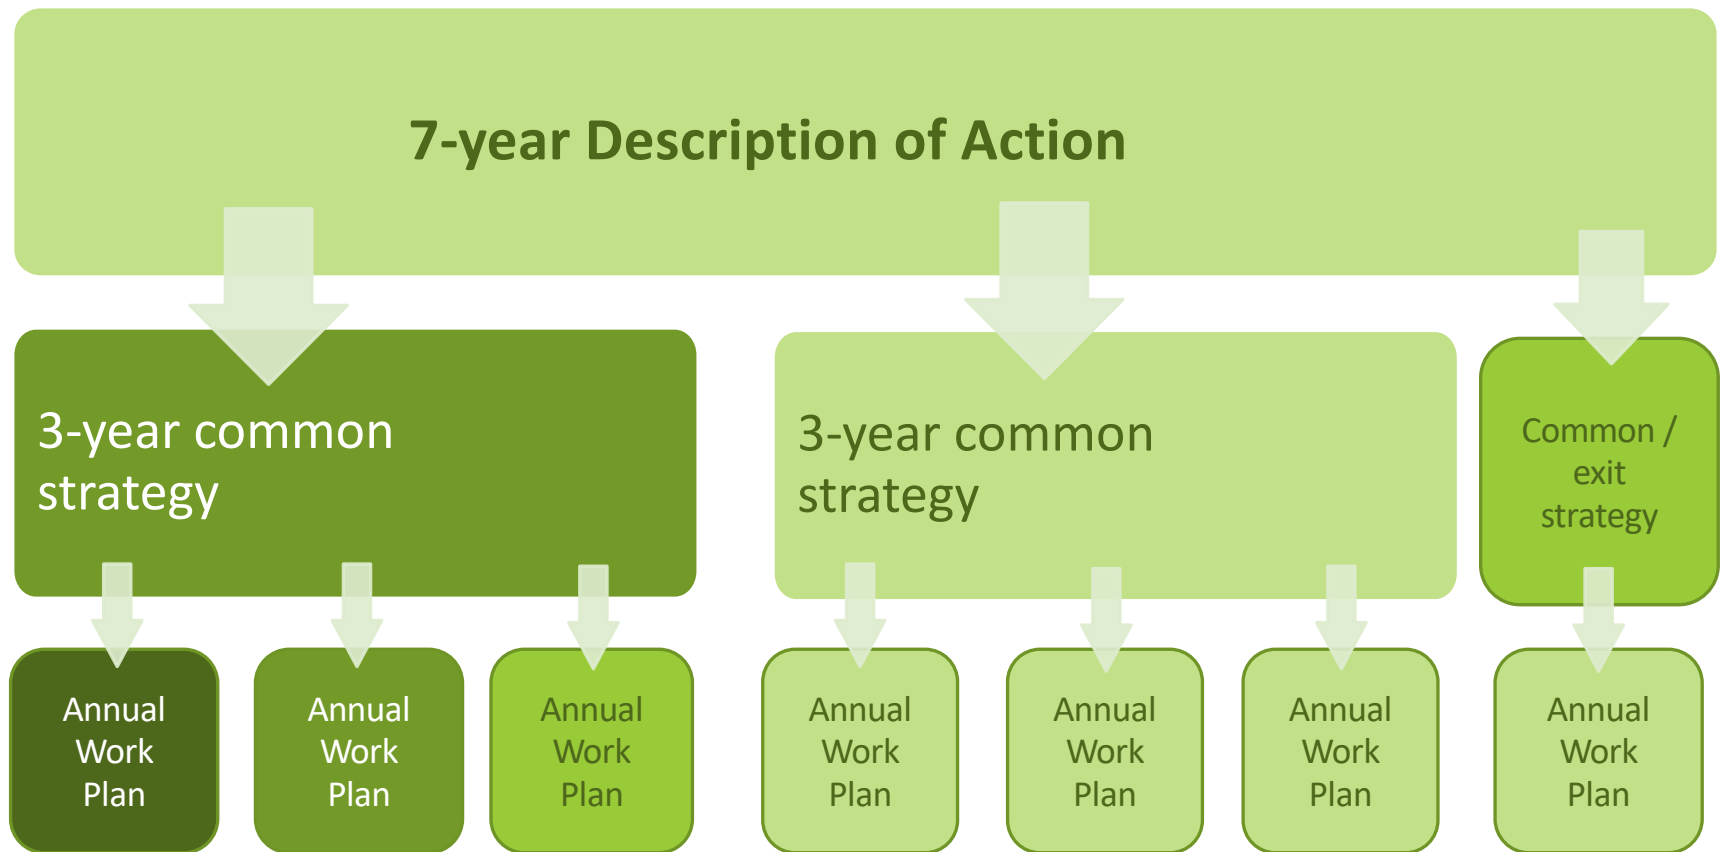 7-year Description of Action
3-year common
strategy
3-year common
strategy
Common /
exit
strategy
Annual
Work
Plan
Annual
Work
Plan
Annual
Work
Plan
Annual
Work
Plan
Annual
Work
Plan
Annual
Work
Plan
Annual
Work
Plan